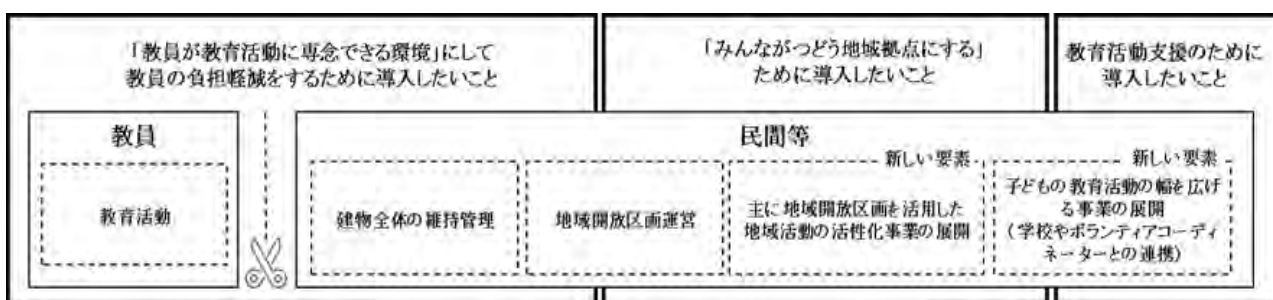 「教員が教育活動に専念できる環境」にして
教員の負担軽減をするために導入したいこと
「みんながつどう地域拠点にする」
ために導入したいこと
教育活動支援のために
導入したいこと
教員
教育活動
民間等
建物全体の維持管理
地域開放区画運営
新しい要素
主に地域開放区画を活用した
地域活動の活性化事業の展開
新しい要素
子どもの教育活動の幅を広げ
る事業の展開
(学校やボランティアコーディ
ネーターとの連携)